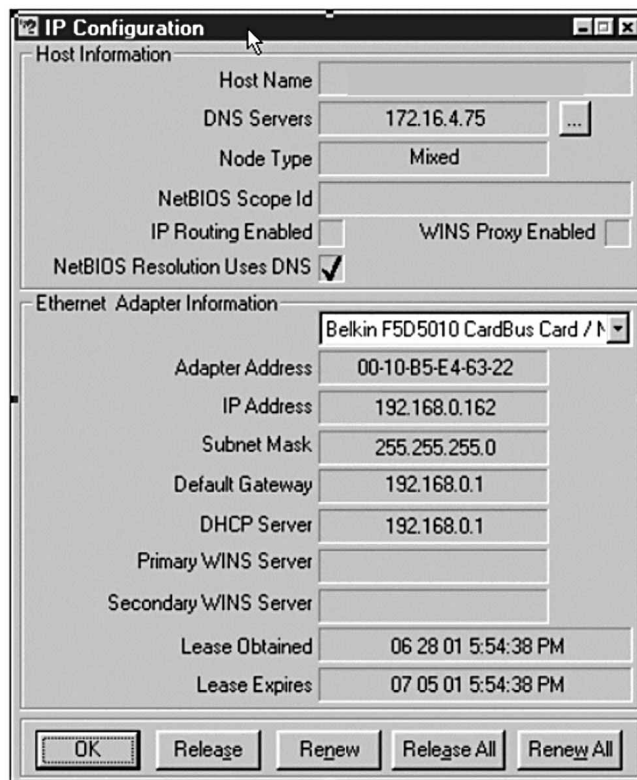 IP Configuration
Host Information
Host Name
DNS Servers 172.16.4.75 ...
Node Type Mixed
NetBIOS Scope Id
IP Routing Enabled WINS Proxy Enabled
NetBIOS Resolution Uses DNS
Ethernet Adapter Information
Belkin F5D5010 CardBus Card / N
Adapter Address 00-10-B5-E4-63-22
IP Address 192.168.0.162
Subnet Mask 255.255.255.0
Default Gateway 192.168.0.1
DHCP Server 192.168.0.1
Primary WINS Server
Secondary WINS Server
Lease Obtained 06 28 01 5:54:38 PM
Lease Expires 07 05 01 5:54:38 PM
OK Release Renew Release All Renew All